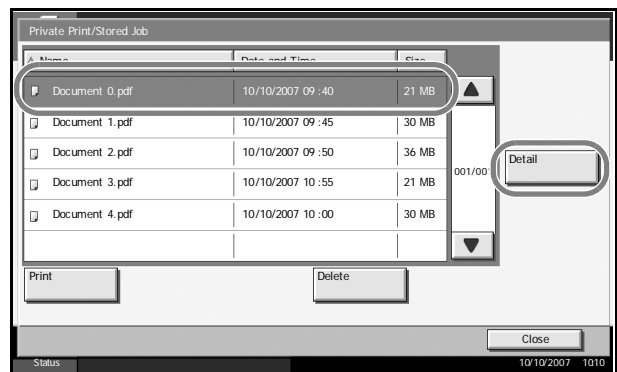 Private Print/Stored Job
Name Date and Time Size
Document 0.pdf 10/10/2007 09:40 21 MB
Document 1.pdf 10/10/2007 09:45 30 MB
Document 2.pdf 10/10/2007 09:50 36 MB
Document 3.pdf 10/10/2007 10:55 21 MB
Document 4.pdf 10/10/2007 10:00 30 MB
001/00
Detail
Print Delete
Close
Status 10/10/2007 1010